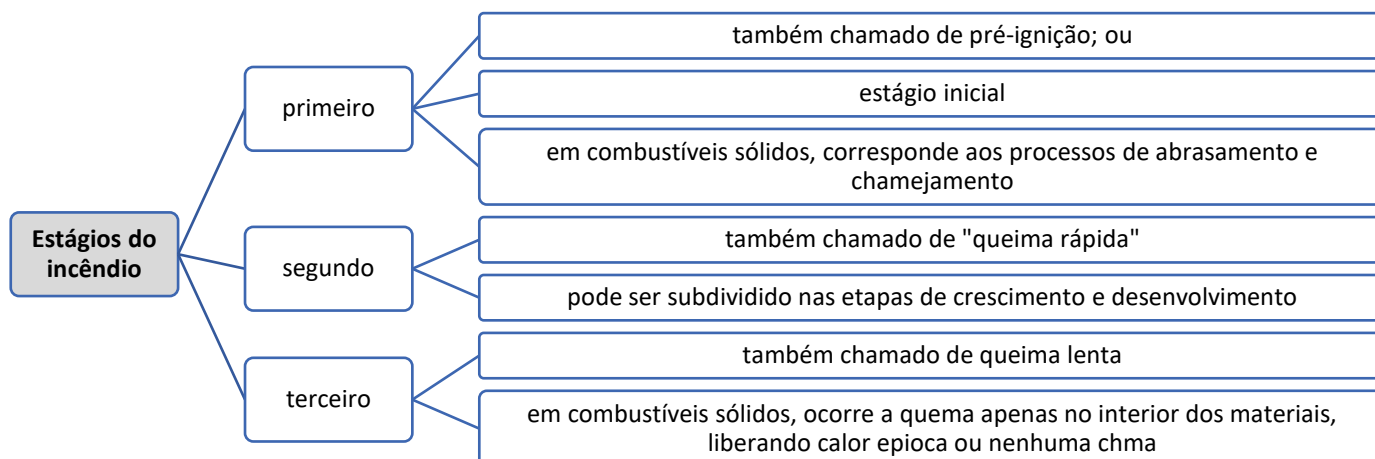 Estágios do
incêndio
primeiro
também chamado de pré-ignição; ou
estágio inicial
em combustíveis sólidos, corresponde aos processos de abrasamento e
chamejamento
segundo
também chamado de "queima rápida"
pode ser subdividido nas etapas de crescimento e desenvolvimento
terceiro
também chamado de queima lenta
em combustíveis sólidos, ocorre a quema apenas no interior dos materiais,
liberando calor epioca ou nenhuma chma